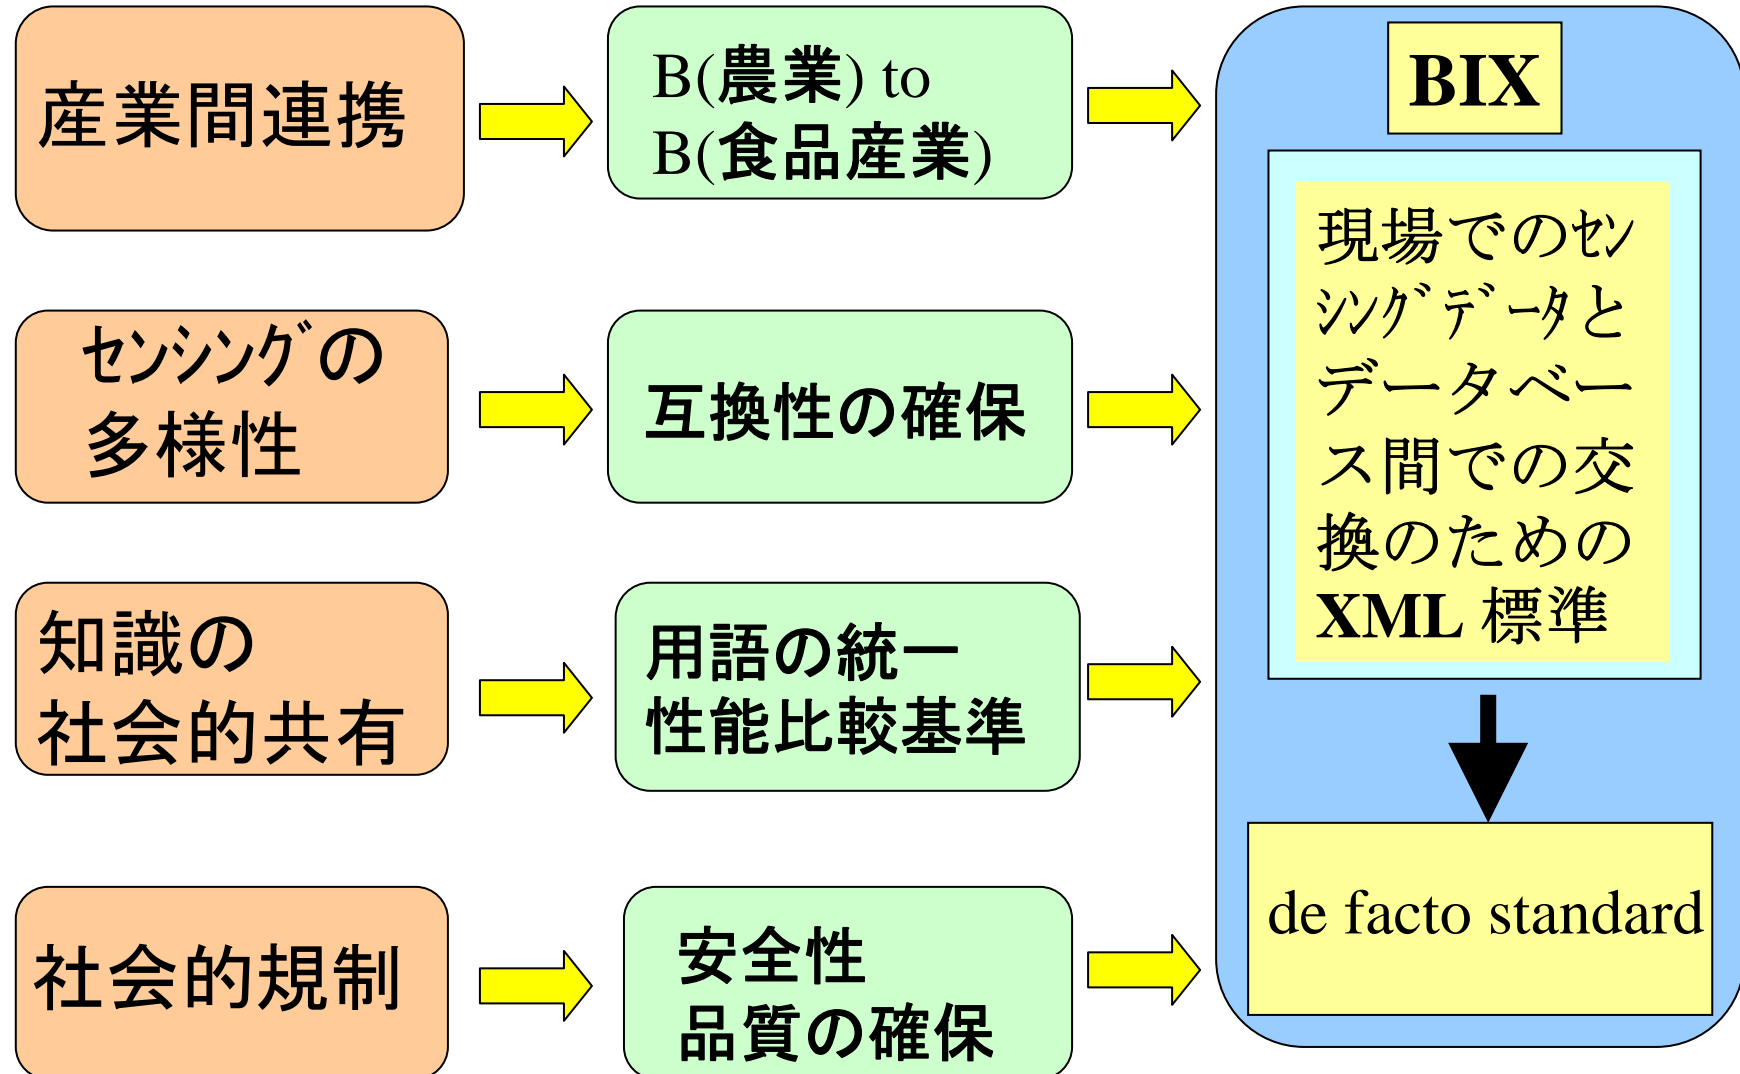 産業間連携
B(農業) to
B(食品産業)
BIX
現場でのｾﾝ
ｼﾝｸﾞﾃﾞｰﾀと
データベー
ス間での交
換のための
XML 標準
de facto standard
ｾﾝｼﾝｸﾞの
多様性
互換性の確保
知識の
社会的共有
用語の統一
性能比較基準
社会的規制
安全性
品質の確保